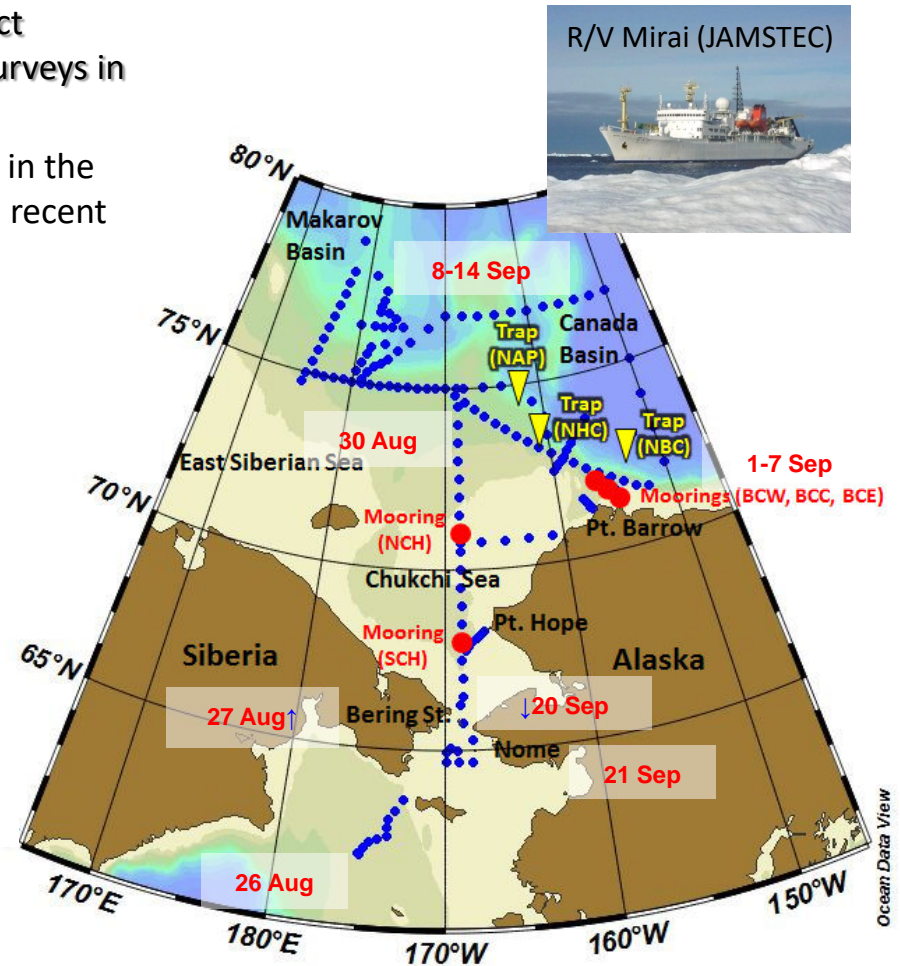 ct
urveys in
in the
recent
R/V Mirai (JAMSTEC)
80°N
Makarov
Basin
8-14 Sep
75°N
Canada
Basin
Trap
(NAP)
Trap
(NHC)
Trap
(NBC)
30 Aug
East Siberian Sea
1-7 Sep
Moorings (BCW, BCC, BCE)
70°N
Mooring
(NCH)
Pt. Barrow
Chukchi Sea
Mooring
(SCH)
Pt. Hope
65°N
Siberia
Alaska
27 Aug↑
Bering St.
↓20 Sep
Nome
21 Sep
26 Aug
170°E
180°E
170°W
160°W
150°W
Ocean Data View